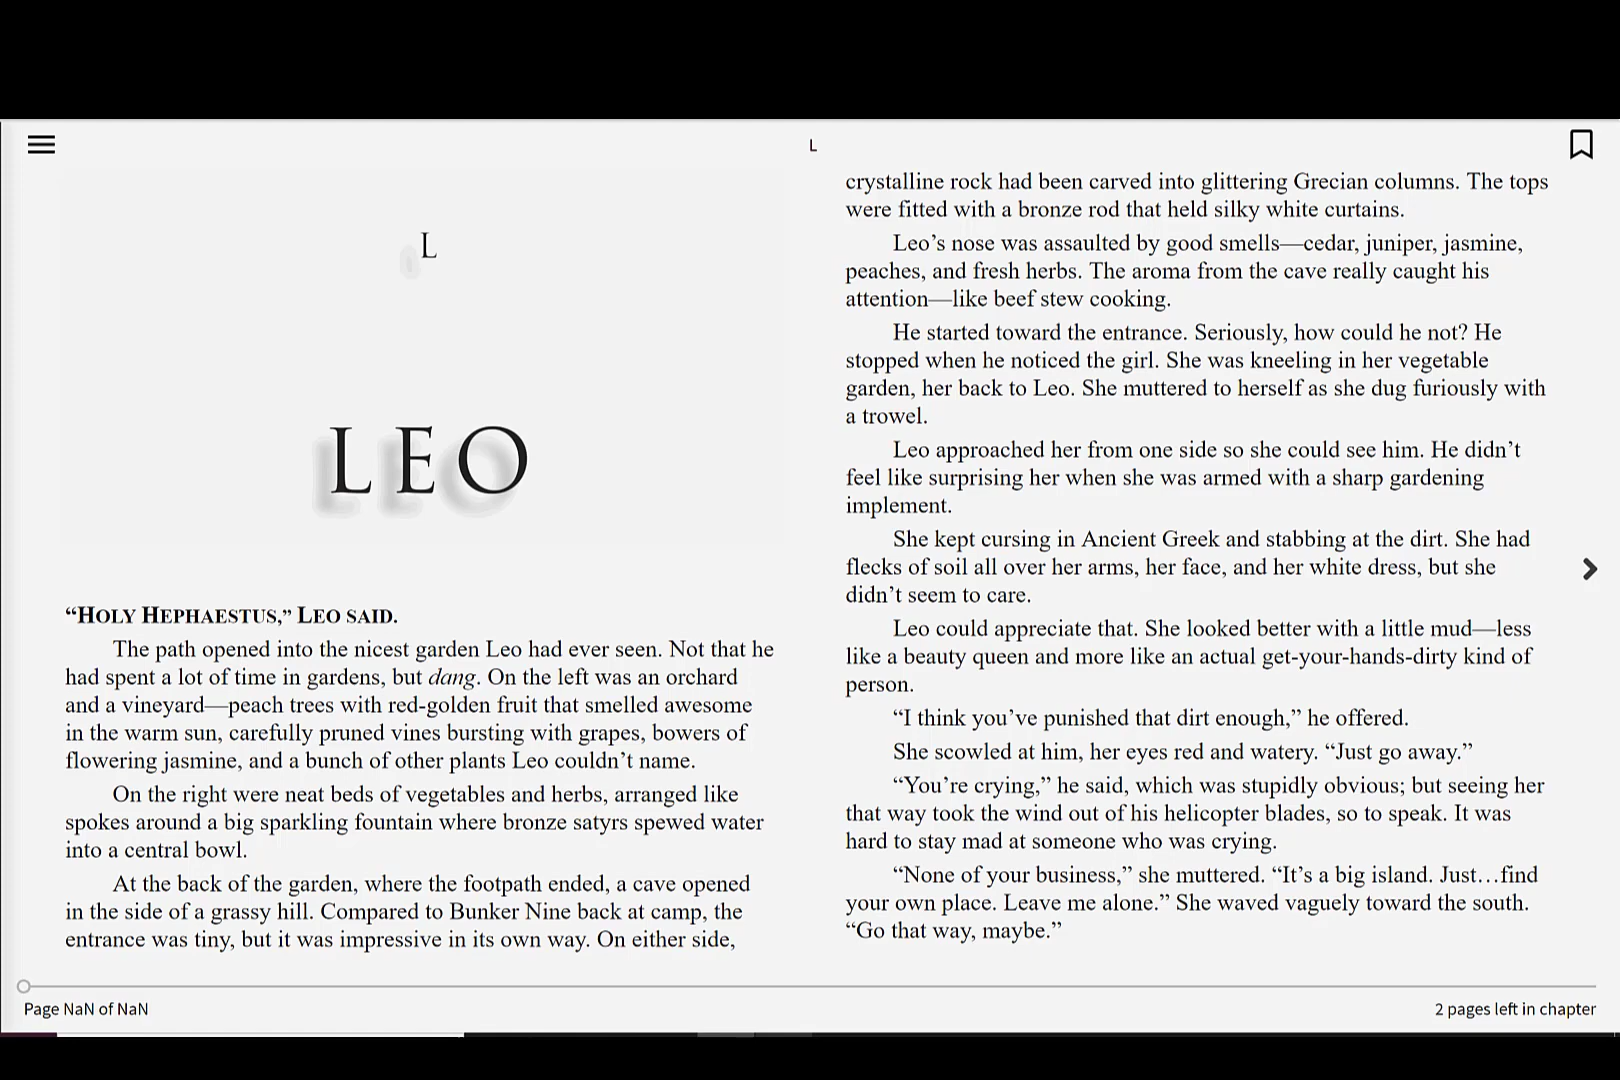 L
L
LEO
“HOLY HEPHAESTUS,” LEO SAID.
The path opened into the nicest garden Leo had ever seen. Not that he
had spent a lot of time in gardens, but dang. On the left was an orchard
and a vineyard—peach trees with red-golden fruit that smelled awesome
in the warm sun, carefully pruned vines bursting with grapes, bowers of
flowering jasmine, and a bunch of other plants Leo couldn’t name.
On the right were neat beds of vegetables and herbs, arranged like
spokes around a big sparkling fountain where bronze satyrs spewed water
into a central bowl.
At the back of the garden, where the footpath ended, a cave opened
in the side of a grassy hill. Compared to Bunker Nine back at camp, the
entrance was tiny, but it was impressive in its own way. On either side,
crystalline rock had been carved into glittering Grecian columns. The tops
were fitted with a bronze rod that held silky white curtains.
Leo’s nose was assaulted by good smells—cedar, juniper, jasmine,
peaches, and fresh herbs. The aroma from the cave really caught his
attention—like beef stew cooking.
He started toward the entrance. Seriously, how could he not? He
stopped when he noticed the girl. She was kneeling in her vegetable
garden, her back to Leo. She muttered to herself as she dug furiously with
a trowel.
Leo approached her from one side so she could see him. He didn’t
feel like surprising her when she was armed with a sharp gardening
implement.
She kept cursing in Ancient Greek and stabbing at the dirt. She had
flecks of soil all over her arms, her face, and her white dress, but she
didn’t seem to care.
Leo could appreciate that. She looked better with a little mud—less
like a beauty queen and more like an actual get-your-hands-dirty kind of
person.
“I think you’ve punished that dirt enough,” he offered.
She scowled at him, her eyes red and watery. “Just go away.”
“You’re crying,” he said, which was stupidly obvious; but seeing her
that way took the wind out of his helicopter blades, so to speak. It was
hard to stay mad at someone who was crying.
“None of your business,” she muttered. “It’s a big island. Just…find
your own place. Leave me alone.” She waved vaguely toward the south.
“Go that way, maybe.”
Page NaN of NaN
2 pages left in chapter